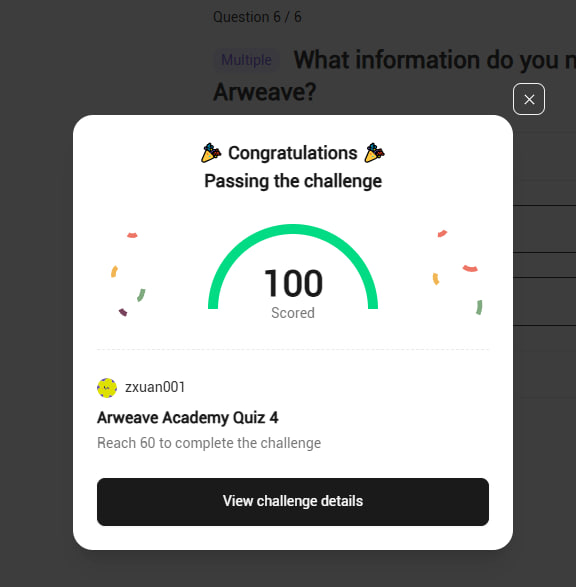 Question 6 / 6
Multiple What information do you n
Arweave?
Congratulations
Passing the challenge
100
Scored
zxuan001
Arweave Academy Quiz 4
Reach 60 to complete the challenge
View challenge details